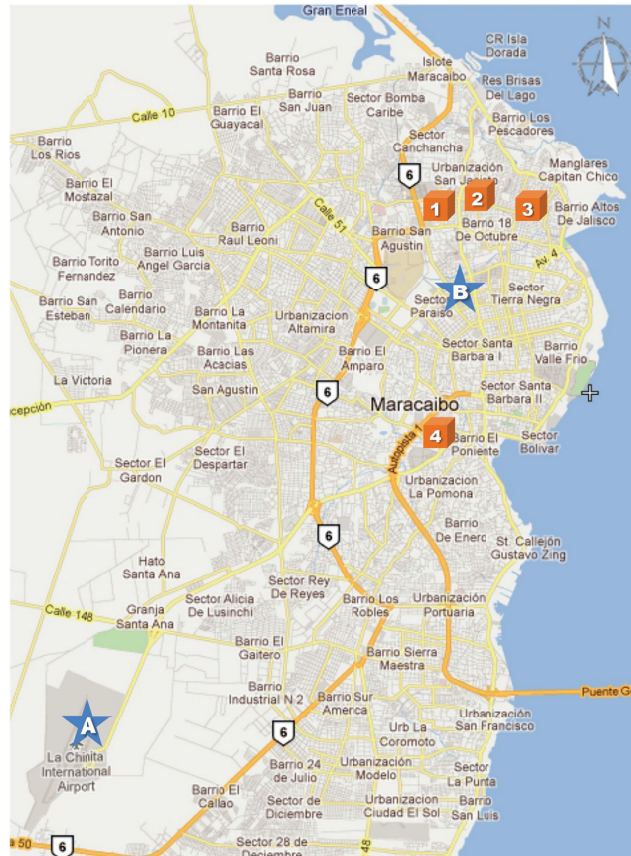 Gran Eneal
CR Isla
Dorada
N
6
Barrio
Santa Rosa
Islote
Maracaibo
Res Brisas
Del Lago
Barrio El
Guayacal
Barrio
San Juan
Sector Bomba
Caribe
Calle 10
Barrio Los
Pescadores
Barrio
Los Rios
Sector
Canchancha
Urbanización
San Jacinto
Manglares
Capitan Chico
6
Barrio El
Mostazal
1
2
3
Barrio San
Antonio
Calle 51
Barrio San
Agustin
Barrio 18
De Octubre
Barrio Altos
De Jalisco
Barrio
Raul Leoni
Barrio Luis
Angel Garcia
Av. 4
Barrio Torito
Fernandez
6
B
Sector
Tierra Negra
Barrio
Calendario
Barrio San
Esteban
Sector
Paraiso
Barrio La
Montanita
Urbanizacion
Altamira
Barrio La
Pionera
Sector Santa
Barbara I
Barrio
Valle Frio
Barrio Las
Acacias
Barrio El
Amparo
La Victoria
San Agustin
6
Sector Santa
Barbara II
cepción
Maracaibo
4
Autopista 1
Barrio El
Poniente
Sector
Bolivar
Sector El
Despertar
Sector El
Gardon
Urbanizacion
La Pomona
Barrio
De Enero
6
St. Callejón
Gustavo Zing
Hato
Santa Ana
Sector Rey
De Reyes
Calle 148
Granja
Santa Ana
Sector Alicia
De Lusinchi
Barrio Los
Robles
Urbanización
Portuaria
Barrio El
Gaitero
Barrio Sierra
Maestra
Barrio
Industrial N 2
Barrio Sur
America
Puente G
A
6
Urbanización
San Francisco
La Chinita
International
Airport
Urb La
Coromoto
Barrio 24
de Julio
Urbanización
Modelo
Sector
La Punta
Barrio El
Callao
Sector de
Diciembre
Urbanizacion
Ciudad El Sol
Barrio
San Luis
a 50
6
Sector 28 de
Diciembre
48